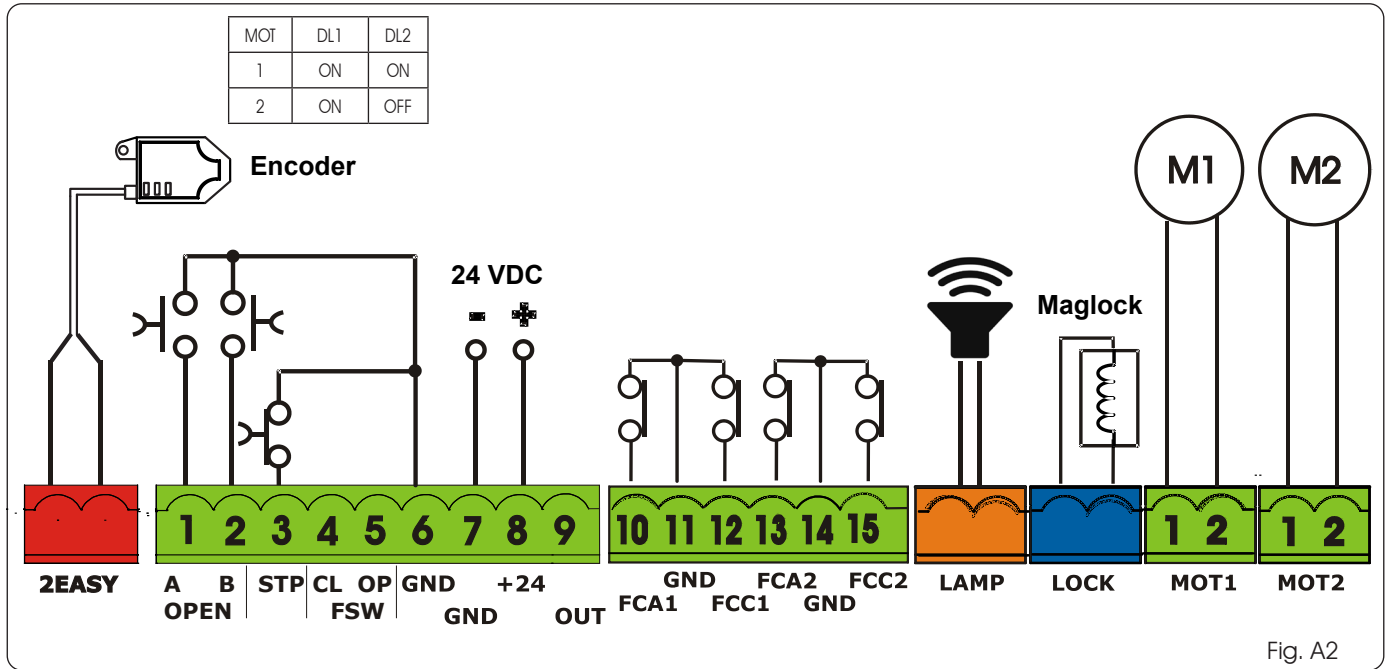 MOT DL1 DL2
1 ON ON
2 ON OFF
Encoder
M1 M2
24 VDC
- +
Maglock
1 2 3 4 5 6 7 8 9 10 11 12 13 14 15 1 2 1 2
2EASY A B STP CL OP GND +24 GND FCA2 FCC2 LAMP LOCK MOT1 MOT2
OPEN FSW GND OUT FCA1 FCC1 GND
Fig. A2